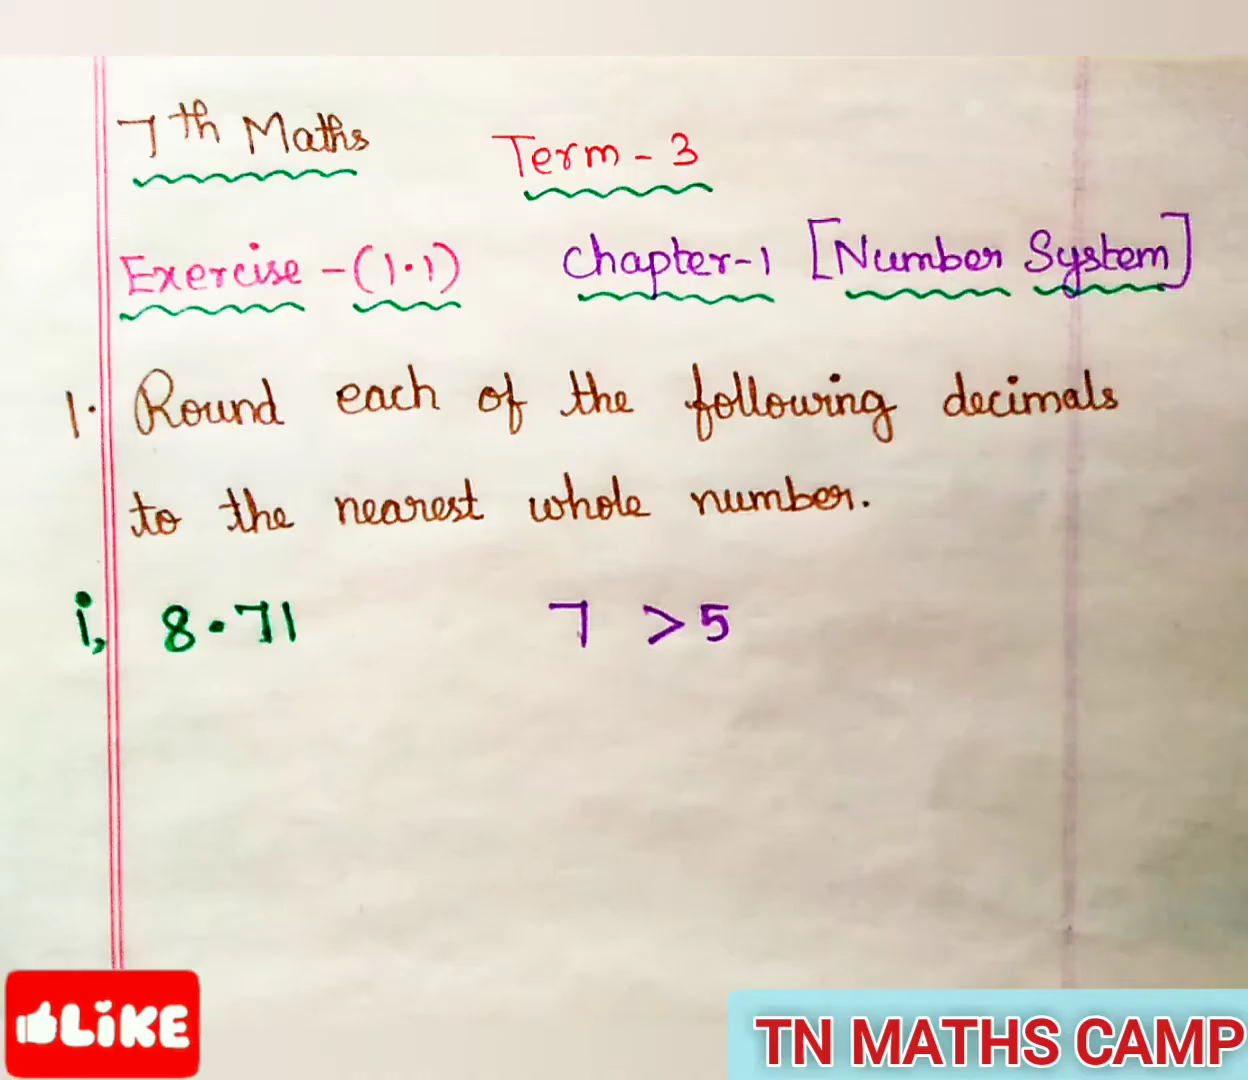 7th Maths
Term - 3
Exercise - (1.1)
Chapter-1 [Number System]
1. Round each of the following decimals
to the nearest whole number.
i, 8.71
7 > 5
LiKE
TN MATHS CAMP